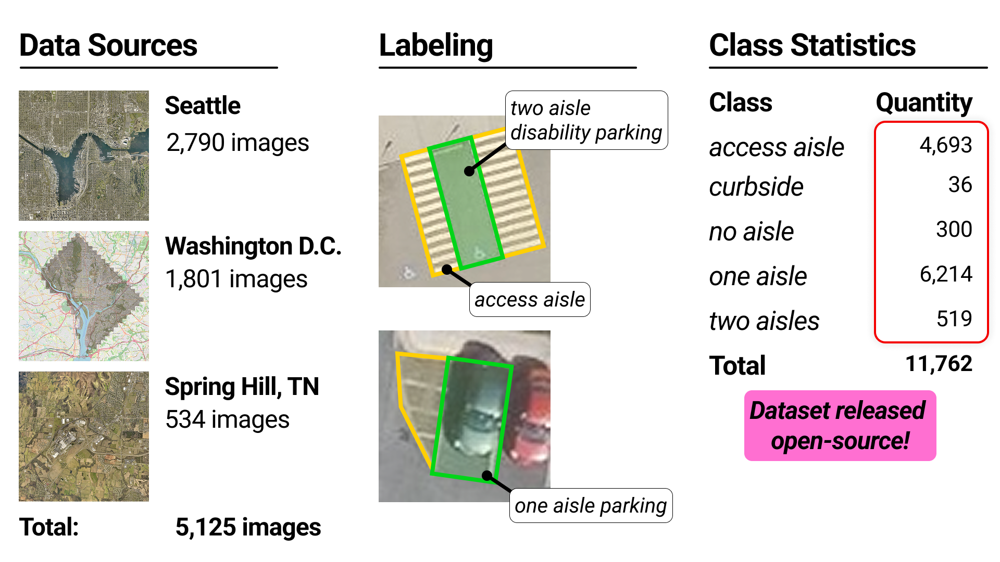 Data Sources
Seattle
2,790 images
Washington D.C.
1,801 images
Spring Hill, TN
534 images
Total: 5,125 images
Labeling
two aisle
disability parking
access aisle
one aisle parking
Class Statistics
Class Quantity
access aisle 4,693
curbside 36
no aisle 300
one aisle 6,214
two aisles 519
Total 11,762
Dataset released
open-source!